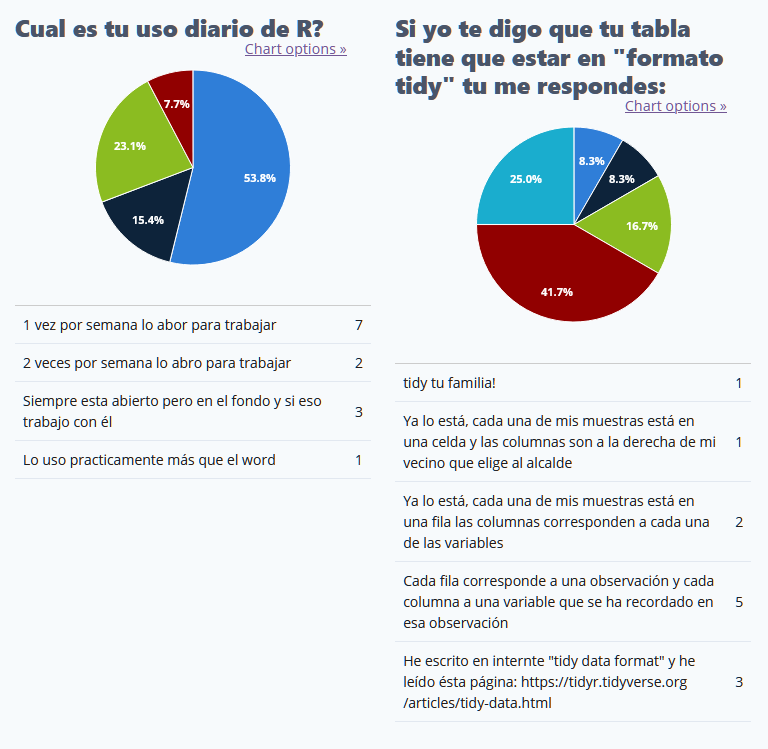 Cual es tu uso diario de R?
Chart options »
7.7%
23.1%
53.8%
15.4%
1 vez por semana lo abor para trabajar 7
2 veces por semana lo abro para trabajar 2
Siempre esta abierto pero en el fondo y si eso
trabajo con él 3
Lo uso practicamente más que el word 1
Si yo te digo que tu tabla
tiene que estar en "formato
tidy" tu me respondes:
Chart options »
8.3%
8.3%
25.0%
16.7%
41.7%
tidy tu familia! 1
Ya lo está, cada una de mis muestras está en
una celda y las columnas son a la derecha de mi 1
vecino que elige al alcalde
Ya lo está, cada una de mis muestras está en
una fila las columnas corresponden a cada una 2
de las variables
Cada fila corresponde a una observación y cada
columna a una variable que se ha recordado en 5
esa observación
He escrito en internte "tidy data format" y he
leído ésta página: https://tidyr.tidyverse.org 3
/articles/tidy-data.html